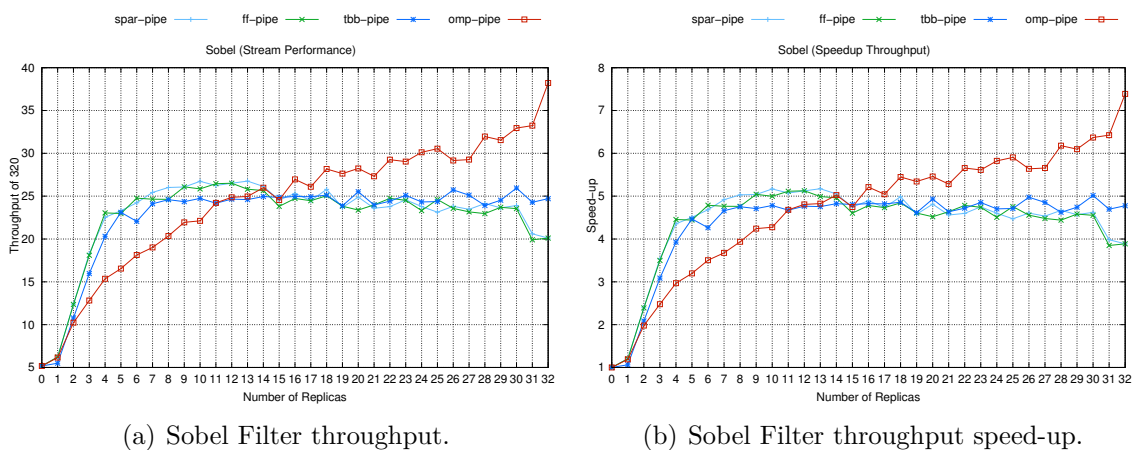 spar-pipe ff-pipe tbb-pipe omp-pipe
Sobel (Stream Performance)
Throughput of 320
40
35
30
25
20
15
10
5
0 1 2 3 4 5 6 7 8 9 10 11 12 13 14 15 16 17 18 19 20 21 22 23 24 25 26 27 28 29 30 31 32
Number of Replicas
(a) Sobel Filter throughput.
spar-pipe ff-pipe tbb-pipe omp-pipe
Sobel (Speedup Throughput)
Speed-up
8
7
6
5
4
3
2
1
0 1 2 3 4 5 6 7 8 9 10 11 12 13 14 15 16 17 18 19 20 21 22 23 24 25 26 27 28 29 30 31 32
Number of Replicas
(b) Sobel Filter throughput speed-up.